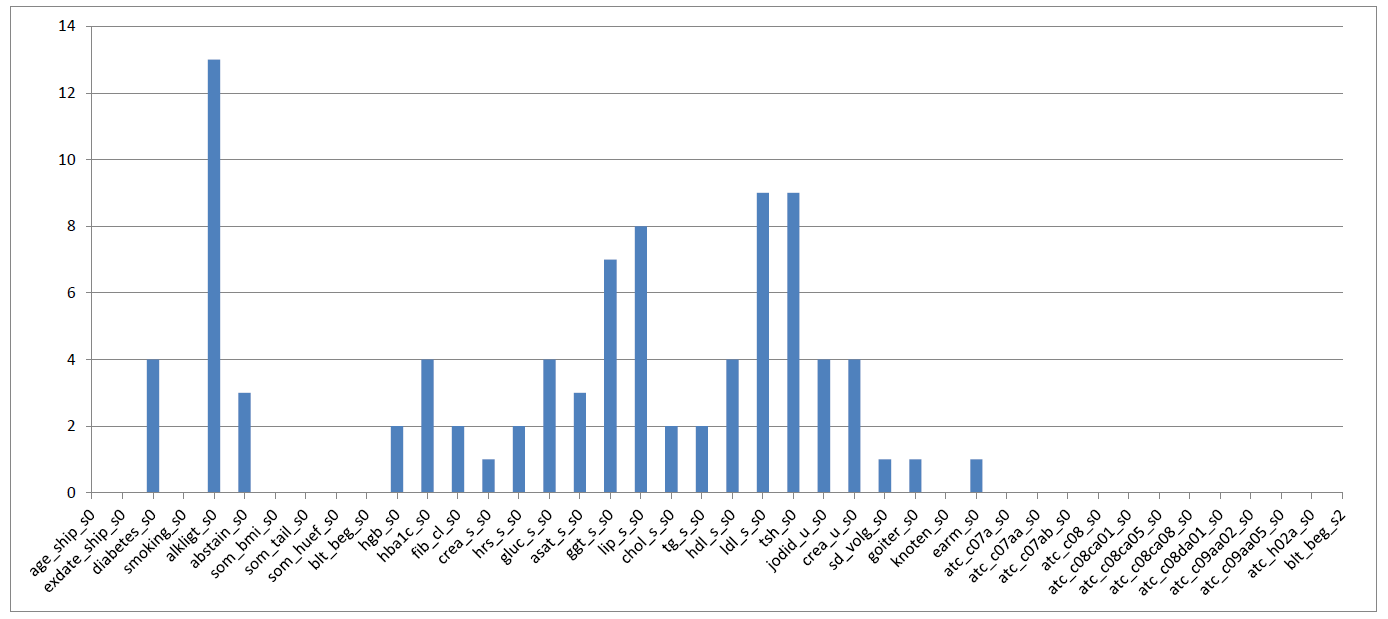 14
12
10
8
6
4
2
0
age_ship_s0
exdate_ship_s0
diabetes_s0
smoking_s0
alkligt_s0
abstain_s0
som_bmi_s0
som_tail_s0
som_huef_s0
blt_beg_s0
hgb_s0
hba1c_s0
fib_cl_s0
crea_s_s0
hrs_s_s0
gluc_s_s0
asat_s_s0
ggt_s_s0
lip_s_s0
chol_s_s0
tg_s_s0
hdl_s_s0
ldl_s_s0
tsh_s0
jodid_u_s0
crea_u_s0
sd_volg_s0
goiter_s0
knoten_s0
earm_s0
atc_c07a_s0
atc_c07aa_s0
atc_c07ab_s0
atc_c08_s0
atc_c08ca01_s0
atc_c08ca05_s0
atc_c08ca08_s0
atc_c08da01_s0
atc_c09aa02_s0
atc_c09aa05_s0
atc_h02a_s0
blt_beg_s2